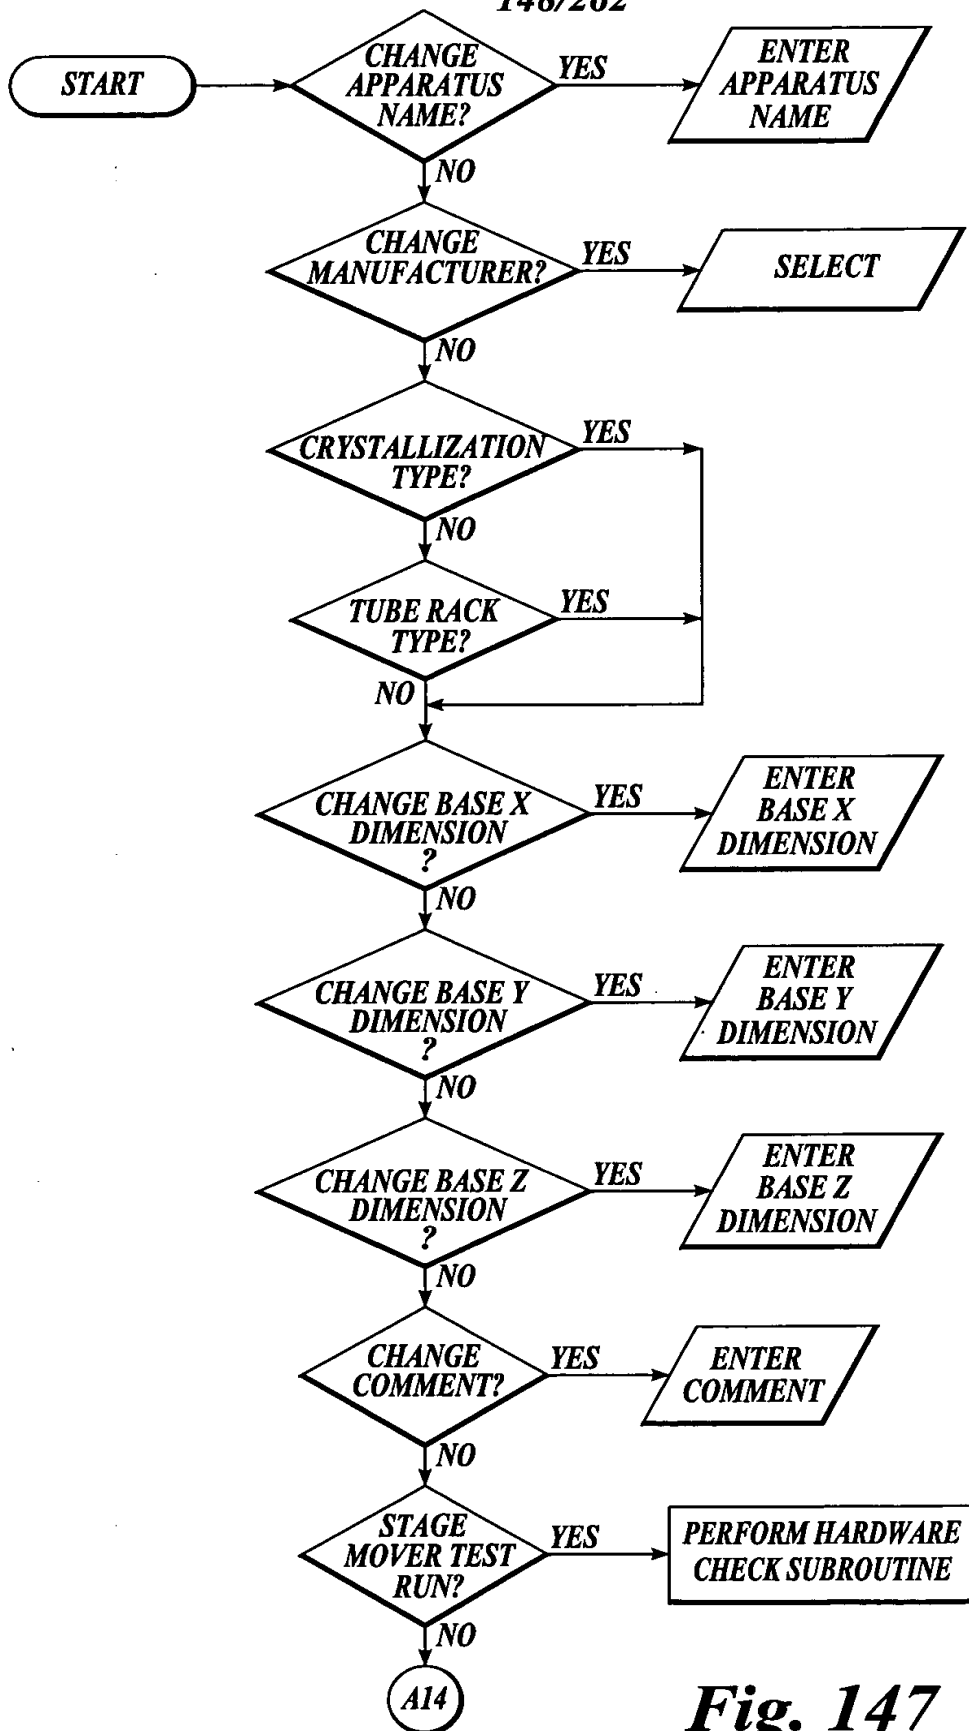 148/262
START
CHANGE
APPARATUS
NAME?
YES
ENTER
APPARATUS
NAME
NO
CHANGE
MANUFACTURER?
YES
SELECT
NO
CRYSTALLIZATION
TYPE?
YES
NO
TUBE RACK
TYPE?
YES
NO
CHANGE BASE X
DIMENSION
?
YES
ENTER
BASE X
DIMENSION
NO
CHANGE BASE Y
DIMENSION
?
YES
ENTER
BASE Y
DIMENSION
NO
CHANGE BASE Z
DIMENSION
?
YES
ENTER
BASE Z
DIMENSION
NO
CHANGE
COMMENT?
YES
ENTER
COMMENT
NO
STAGE
MOVER TEST
RUN?
YES
PERFORM HARDWARE
CHECK SUBROUTINE
NO
A14
Fig. 147